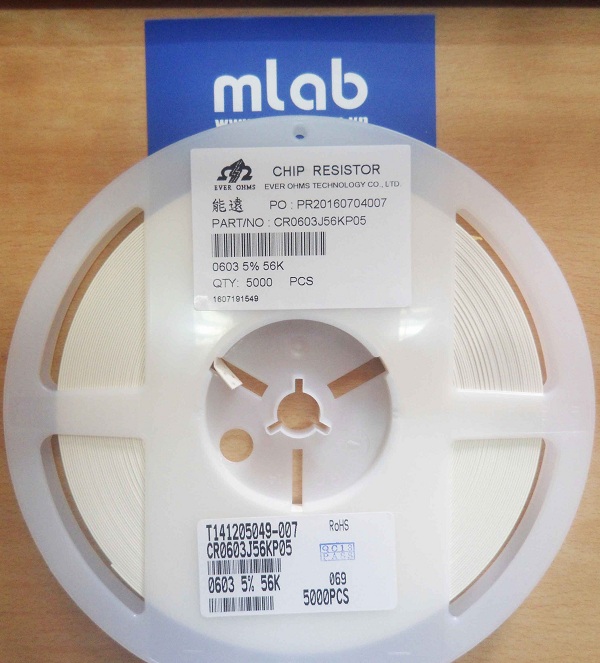 mlab
EVER OHMS
CHIP RESISTOR
EVER OHMS TECHNOLOGY CO., LTD.
能遠 PO : PR20160704007
PART/NO : CR0603J56KP05
0603 5% 56K
QTY: 5000 PCS
1607191549
T141205049-007
RoHS
CR0603J56KP05
QC13
PASS
0603 5% 56K
069
5000PCS